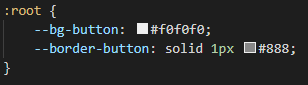 :root {
    --bg-button: #f0f0f0;
    --border-button: solid 1px #888;
}